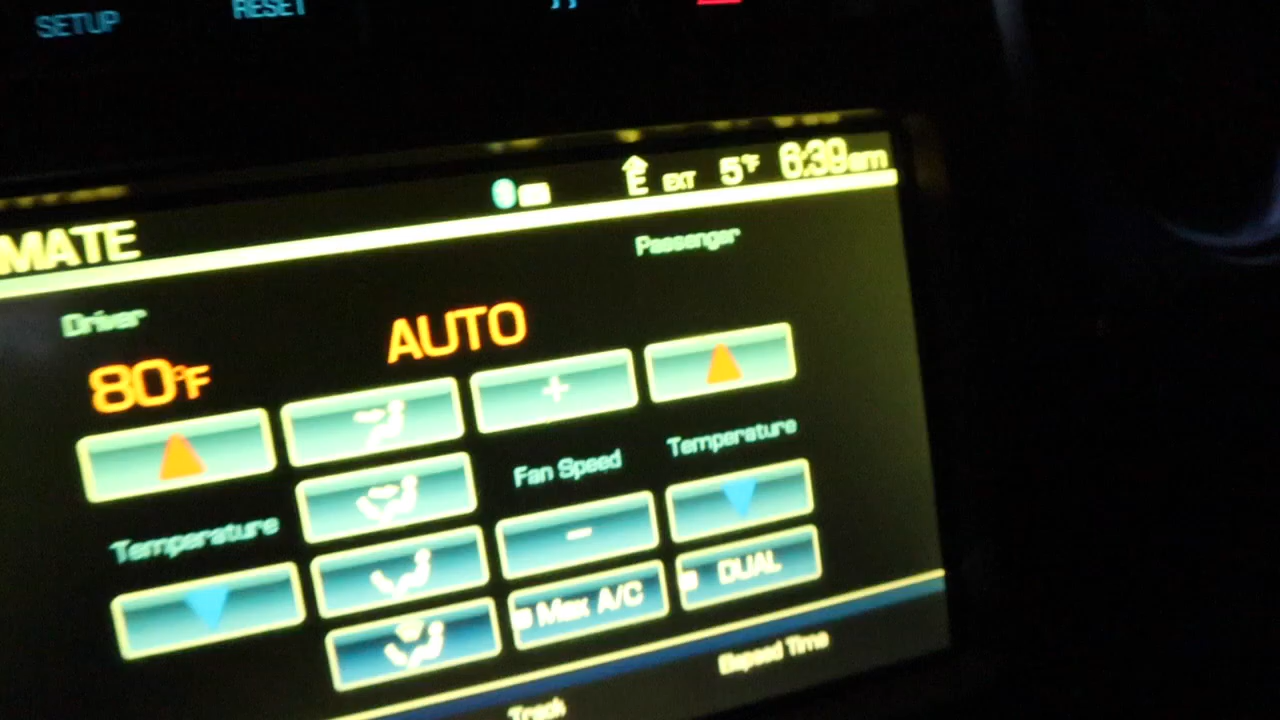 SETUP
RESET
E EXT 5°F 6:39am
MATE
Passenger
Driver
AUTO
80°F
+
Temperature
Fan Speed
Temperature
-
DUAL
Max A/C
Elapsed Time
Track